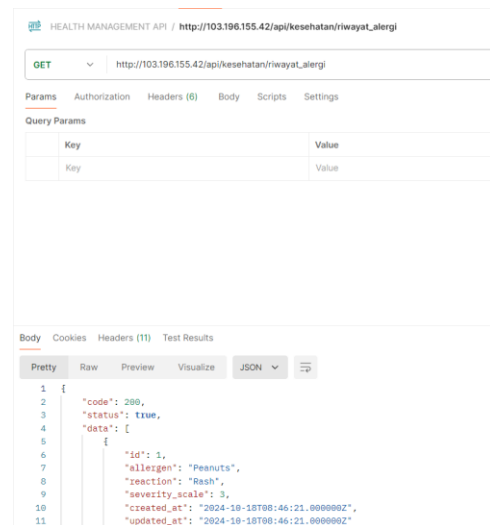 HEALTH MANAGEMENT API / http://103.196.155.42/api/kesehatan/riwayat_alergi
GET http://103.196.155.42/api/kesehatan/riwayat_alergi
Params Authorization Headers (6) Body Scripts Settings
Query Params
Key Value
Key Value
Body Cookies Headers (11) Test Results
Pretty Raw Preview Visualize JSON
1 {
2 "code": 200,
3 "status": true,
4 "data": [
5 {
6 "id": 1,
7 "allergen": "Peanuts",
8 "reaction": "Rash",
9 "severity_scale": 3,
10 "created_at": "2024-10-18T08:46:21.000000Z",
11 "updated_at": "2024-10-18T08:46:21.000000Z"